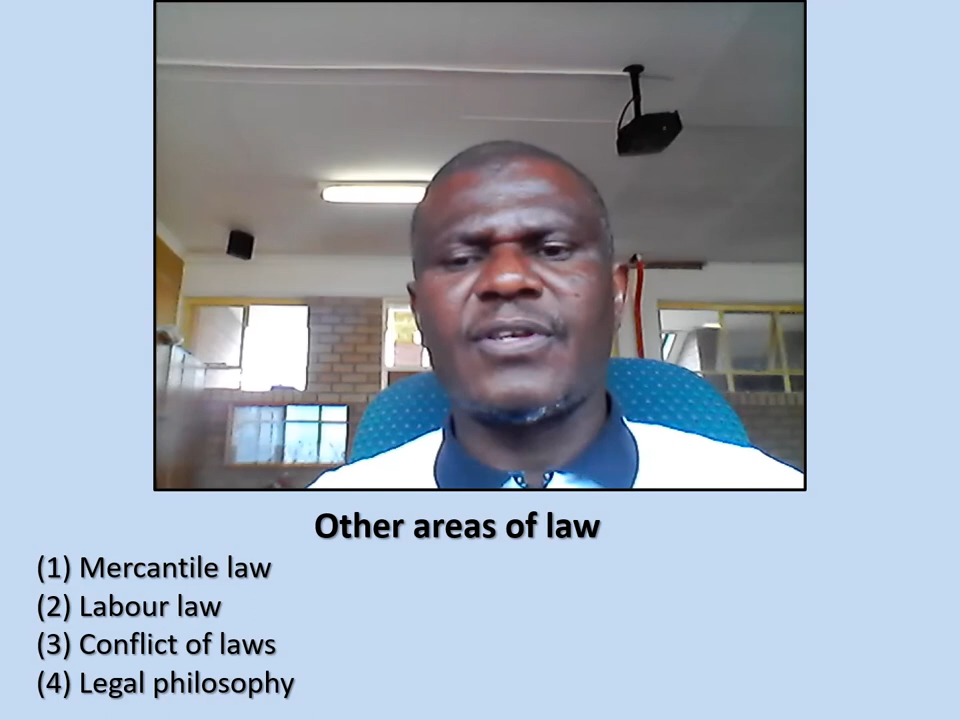 Other areas of law
(1) Mercantile law
(2) Labour law
(3) Conflict of laws
(4) Legal philosophy